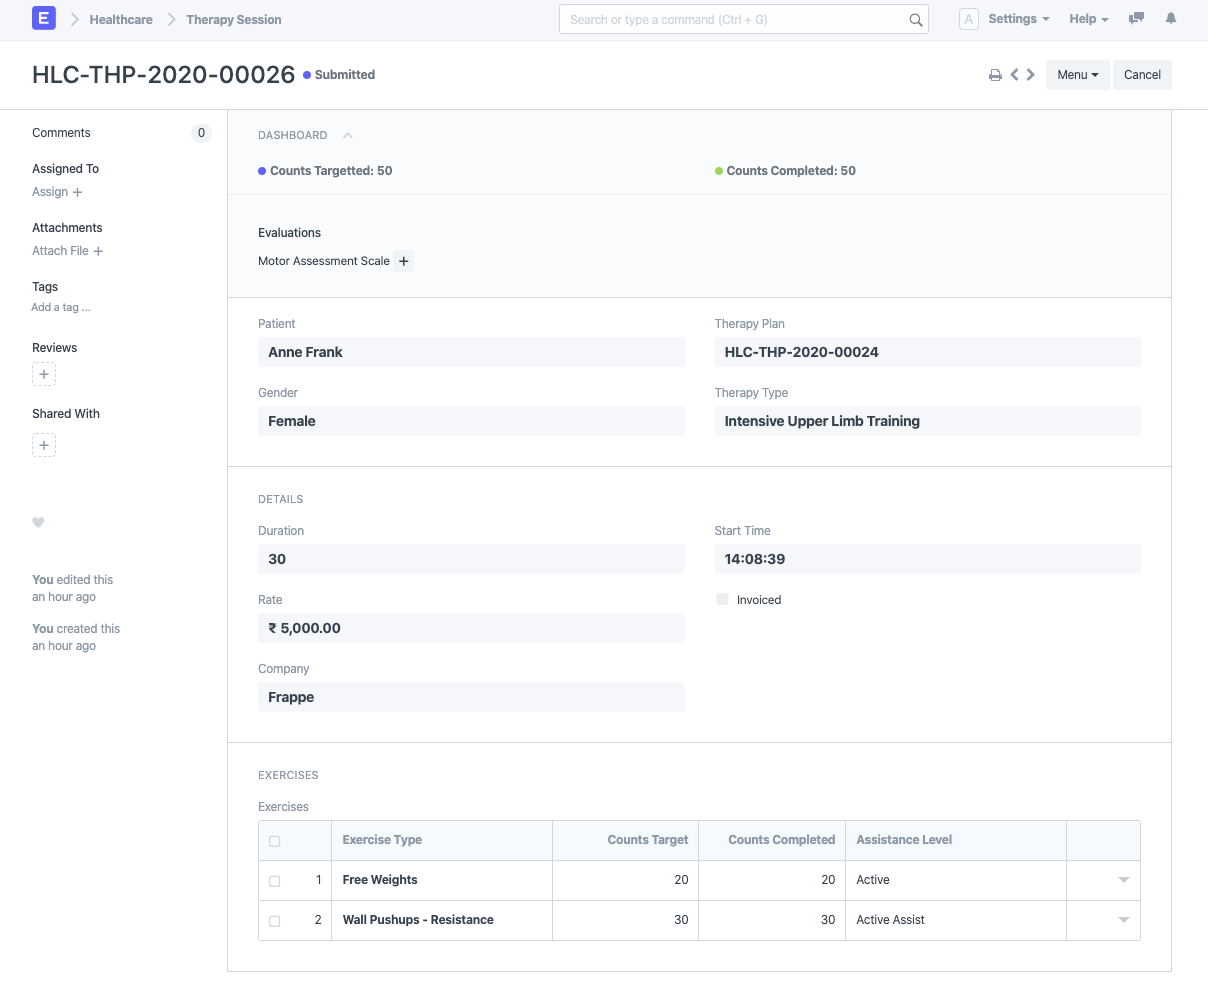 E Healthcare Therapy Session Search or type a command (Ctrl + G) A Settings Help
HLC-THP-2020-00026 Submitted Menu Cancel
Comments 0
Assigned To
Assign +
Attachments
Attach File +
Tags
Add a tag ...
Reviews
+
Shared With
+
You edited this
an hour ago
You created this
an hour ago
DASHBOARD
Counts Targetted: 50 Counts Completed: 50
Evaluations
Motor Assessment Scale +
Patient Therapy Plan
Anne Frank HLC-THP-2020-00024
Gender Therapy Type
Female Intensive Upper Limb Training
DETAILS
Duration Start Time
30 14:08:39
Rate Invoiced
₹ 5,000.00
Company
Frappe
EXERCISES
Exercises
Exercise Type Counts Target Counts Completed Assistance Level
1 Free Weights 20 20 Active
2 Wall Pushups - Resistance 30 30 Active Assist